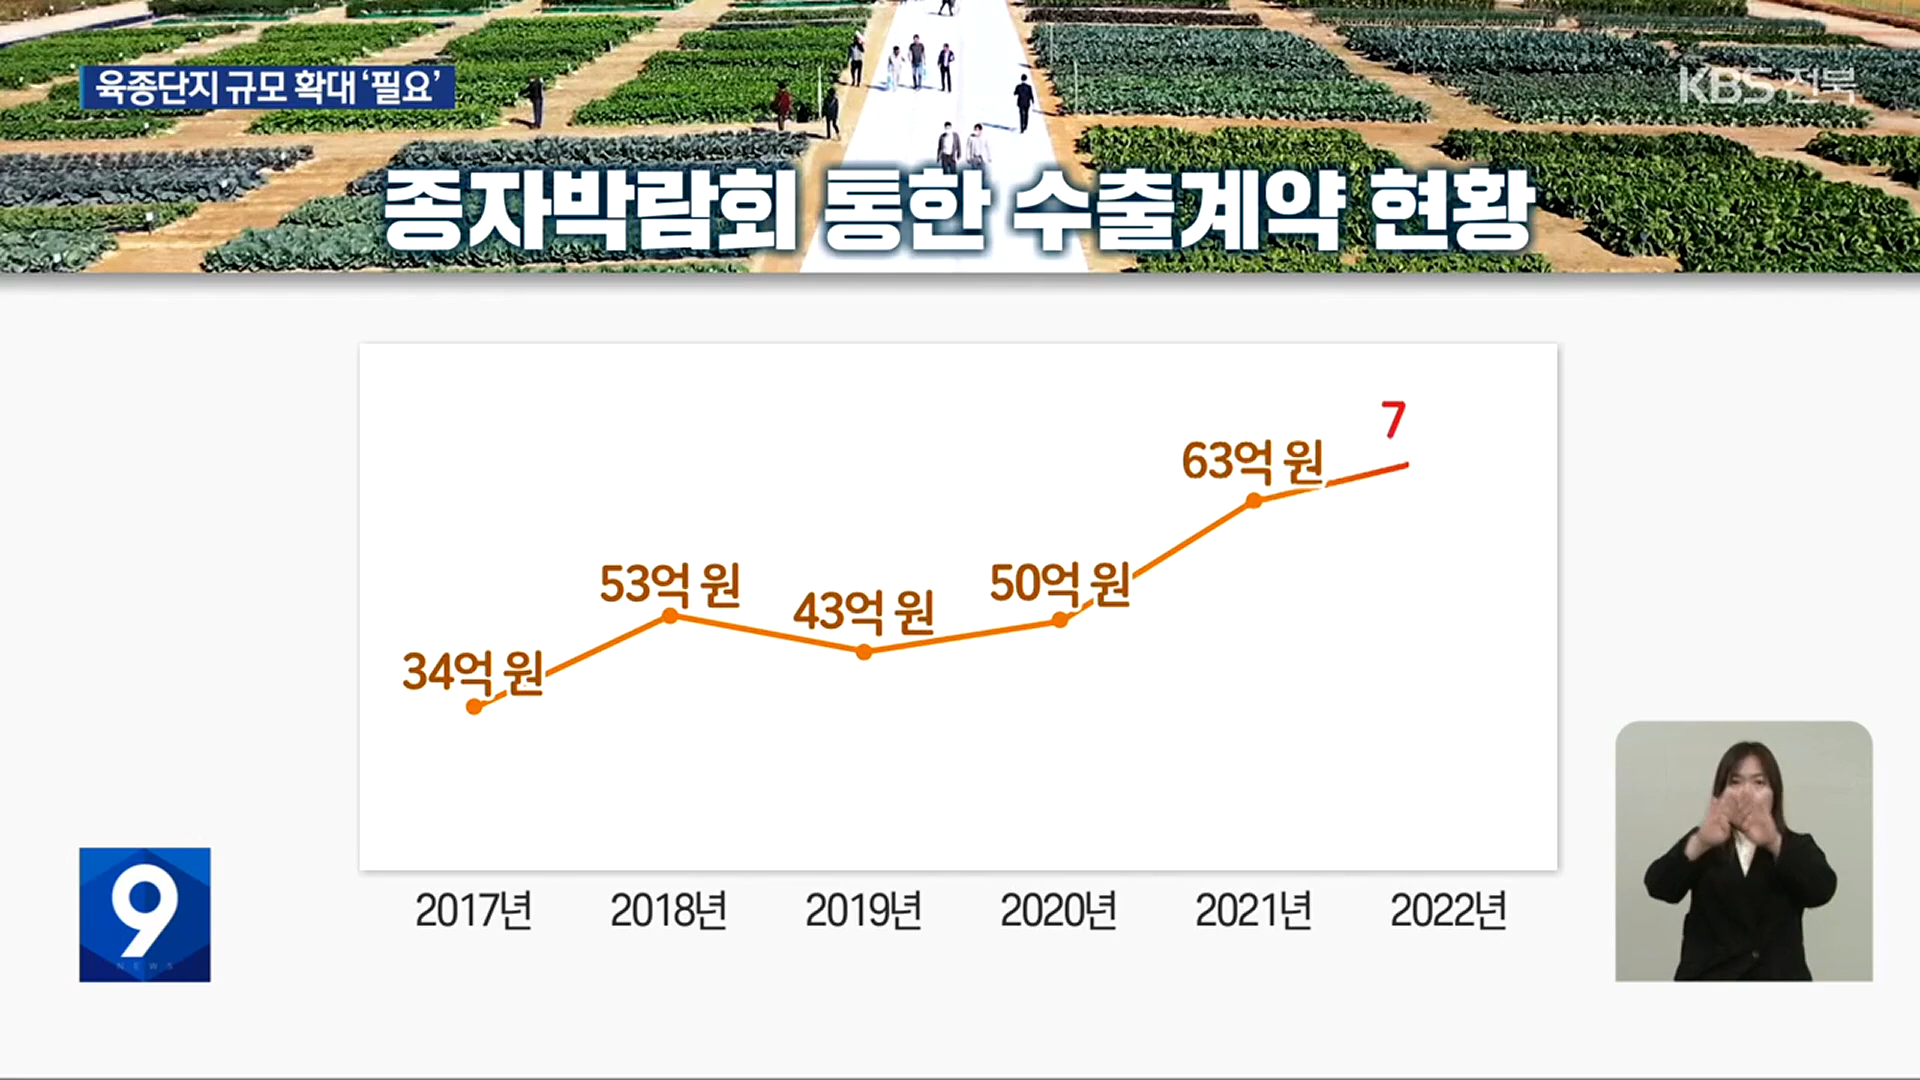 육종단지 규모 확대 ‘필요’
KBS 전북
종자박람회 통한 수출계약 현황
7
63억 원
53억 원
50억 원
43억 원
34억 원
2017년 2018년 2019년 2020년 2021년 2022년
9
NEWS